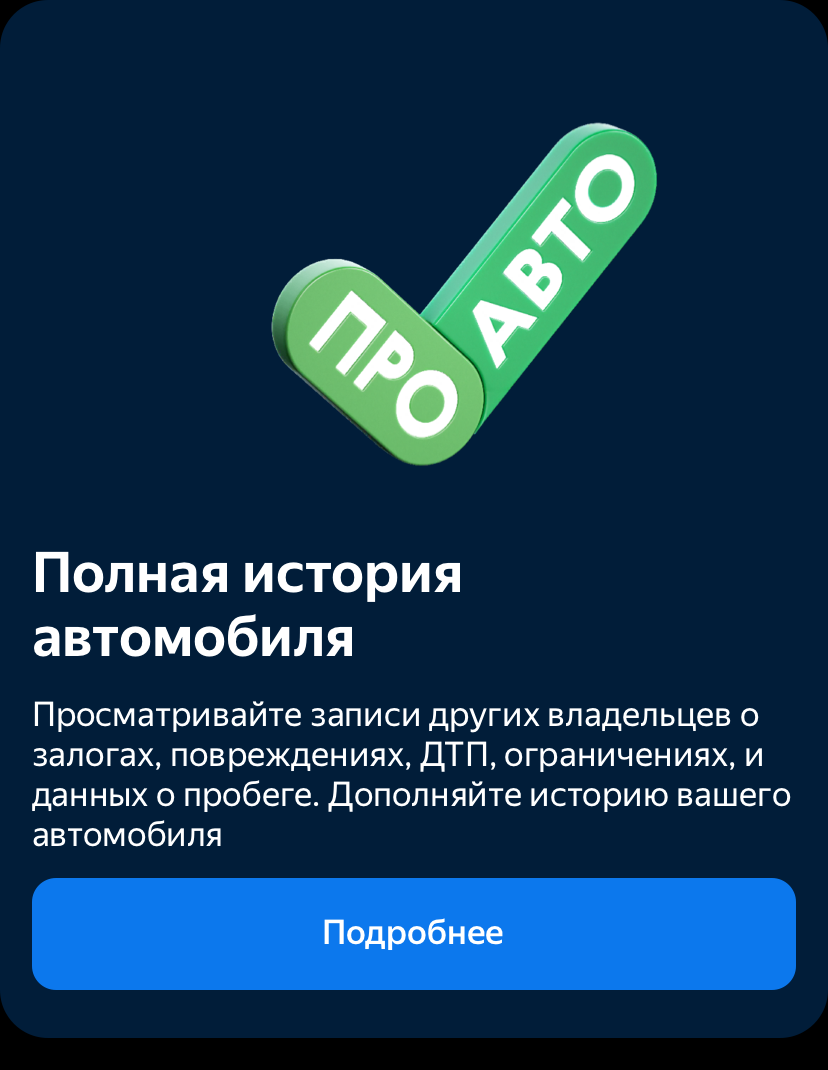 ПРО
АВТО
Полная история
автомобиля
Просматривайте записи других владельцев о
залогах, повреждениях, ДТП, ограничениях, и
данных о пробеге. Дополняйте историю вашего
автомобиля
Подробнее